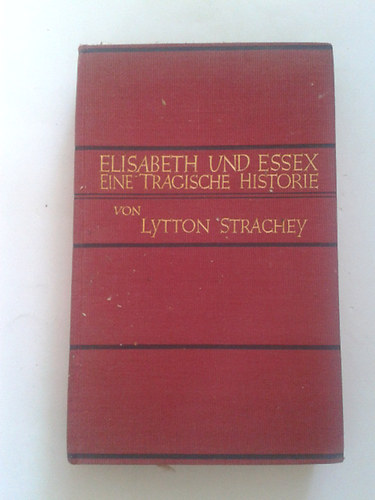 ELISABETH UND ESSEX
EINE TRAGISCHE HISTORIE
VON
LYTTON STRACHEY